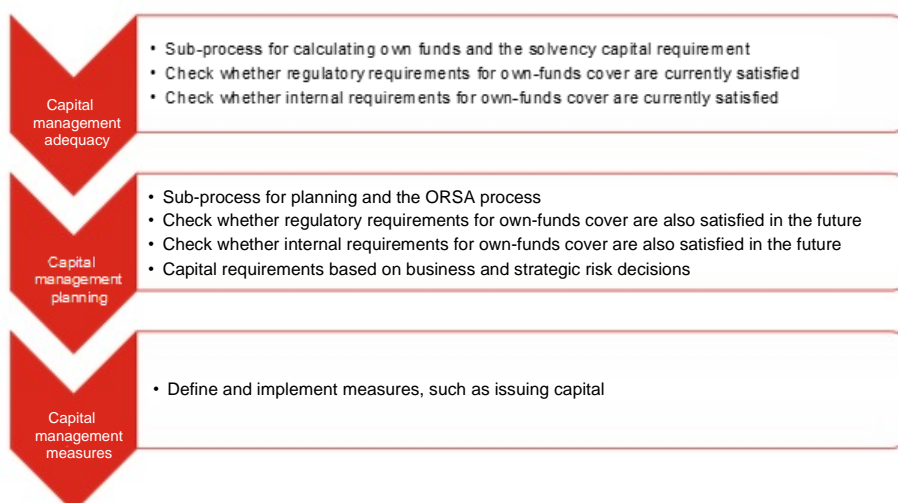 Capital
management
adequacy
• Sub-process for calculating own funds and the solvency capital requirement
• Check whether regulatory requirements for own-funds cover are currently satisfied
• Check whether internal requirements for own-funds cover are currently satisfied
Capital
management
planning
• Sub-process for planning and the ORSA process
• Check whether regulatory requirements for own-funds cover are also satisfied in the future
• Check whether internal requirements for own-funds cover are also satisfied in the future
• Capital requirements based on business and strategic risk decisions
Capital
management
measures
• Define and implement measures, such as issuing capital